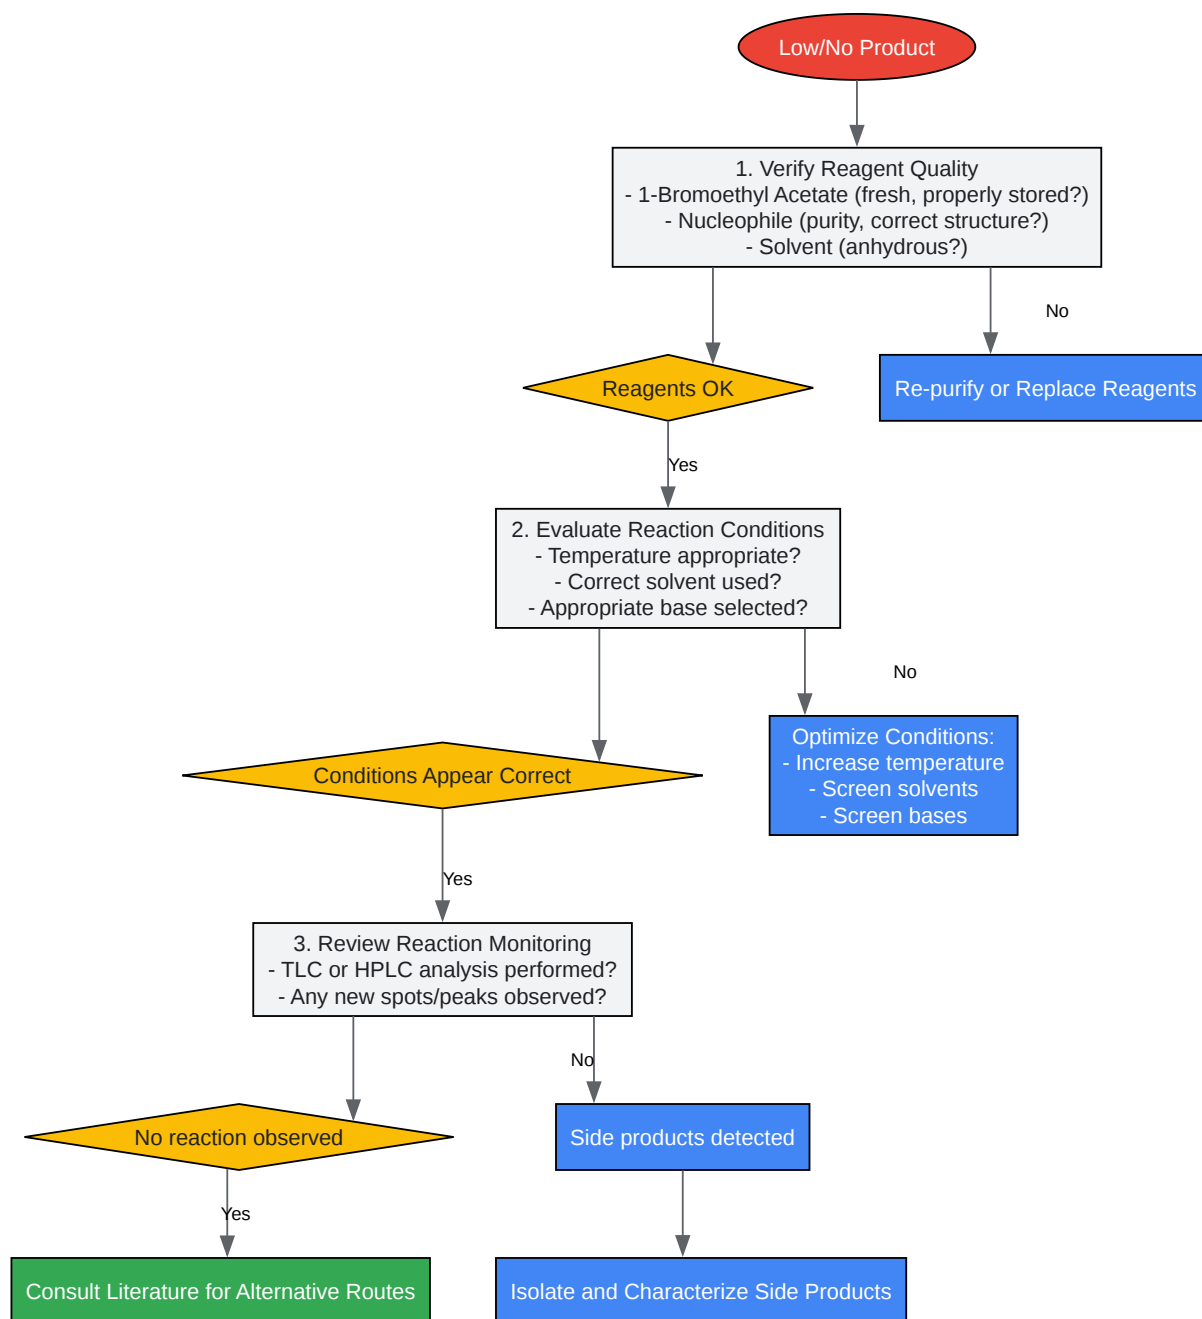 Low/No Product
1. Verify Reagent Quality
- 1-Bromoethyl Acetate (fresh, properly stored?)
- Nucleophile (purity, correct structure?)
- Solvent (anhydrous?)
No
Reagents OK
Re-purify or Replace Reagents
Yes
2. Evaluate Reaction Conditions
- Temperature appropriate?
- Correct solvent used?
- Appropriate base selected?
No
Optimize Conditions:
- Increase temperature
- Screen solvents
- Screen bases
Conditions Appear Correct
Yes
3. Review Reaction Monitoring
- TLC or HPLC analysis performed?
- Any new spots/peaks observed?
No
No reaction observed
Side products detected
Yes
Consult Literature for Alternative Routes
Isolate and Characterize Side Products